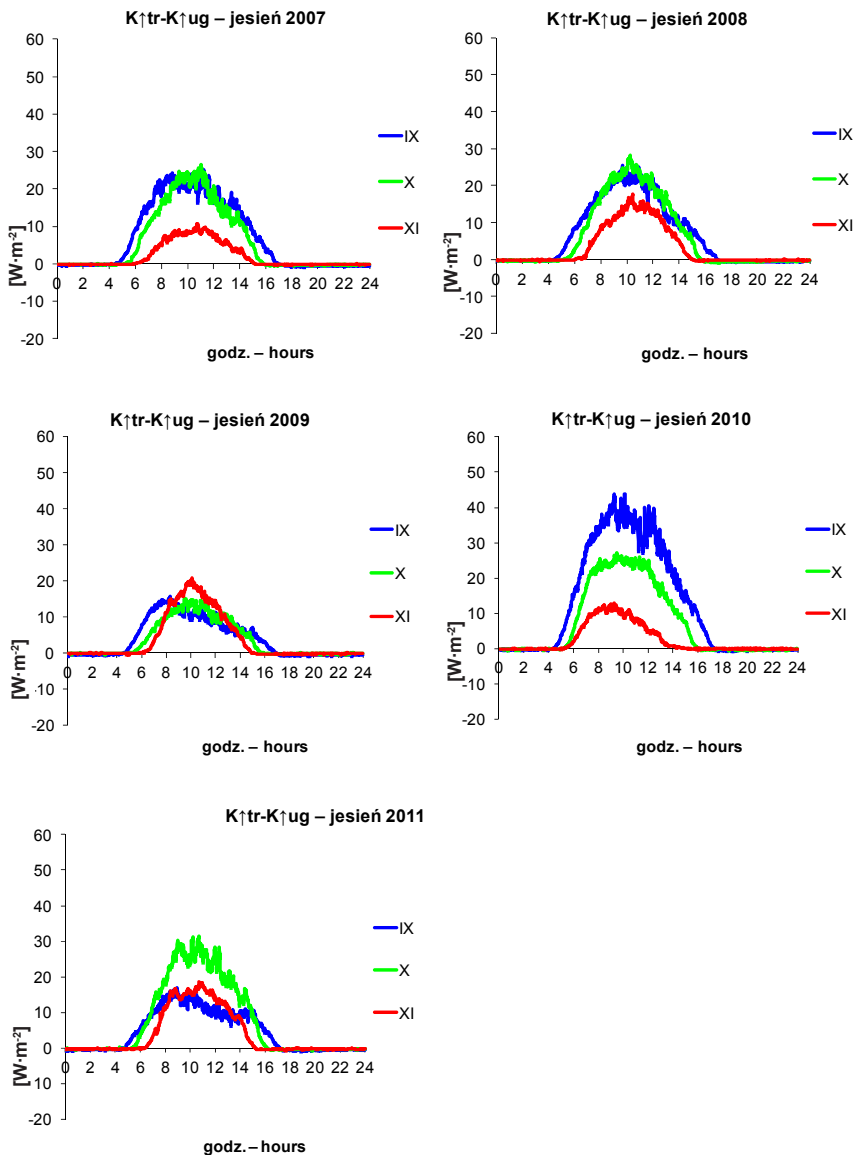 K↑tr-K↑ug – jesień 2007
60
50
40
30
20
10
0
-10
-20
[W·m-2]
0 2 4 6 8 10 12 14 16 18 20 22 24
godz. – hours
IX
X
XI
K↑tr-K↑ug – jesień 2008
60
50
40
30
20
10
0
-10
-20
[W·m-2]
0 2 4 6 8 10 12 14 16 18 20 22 24
godz. – hours
IX
X
XI
K↑tr-K↑ug – jesień 2009
60
50
40
30
20
10
0
-10
-20
[W·m-2]
0 2 4 6 8 10 12 14 16 18 20 22 24
godz. – hours
IX
X
XI
K↑tr-K↑ug – jesień 2010
60
50
40
30
20
10
0
-10
-20
[W·m-2]
0 2 4 6 8 10 12 14 16 18 20 22 24
godz. – hours
IX
X
XI
K↑tr-K↑ug – jesień 2011
60
50
40
30
20
10
0
-10
-20
[W·m-2]
0 2 4 6 8 10 12 14 16 18 20 22 24
godz. – hours
IX
X
XI